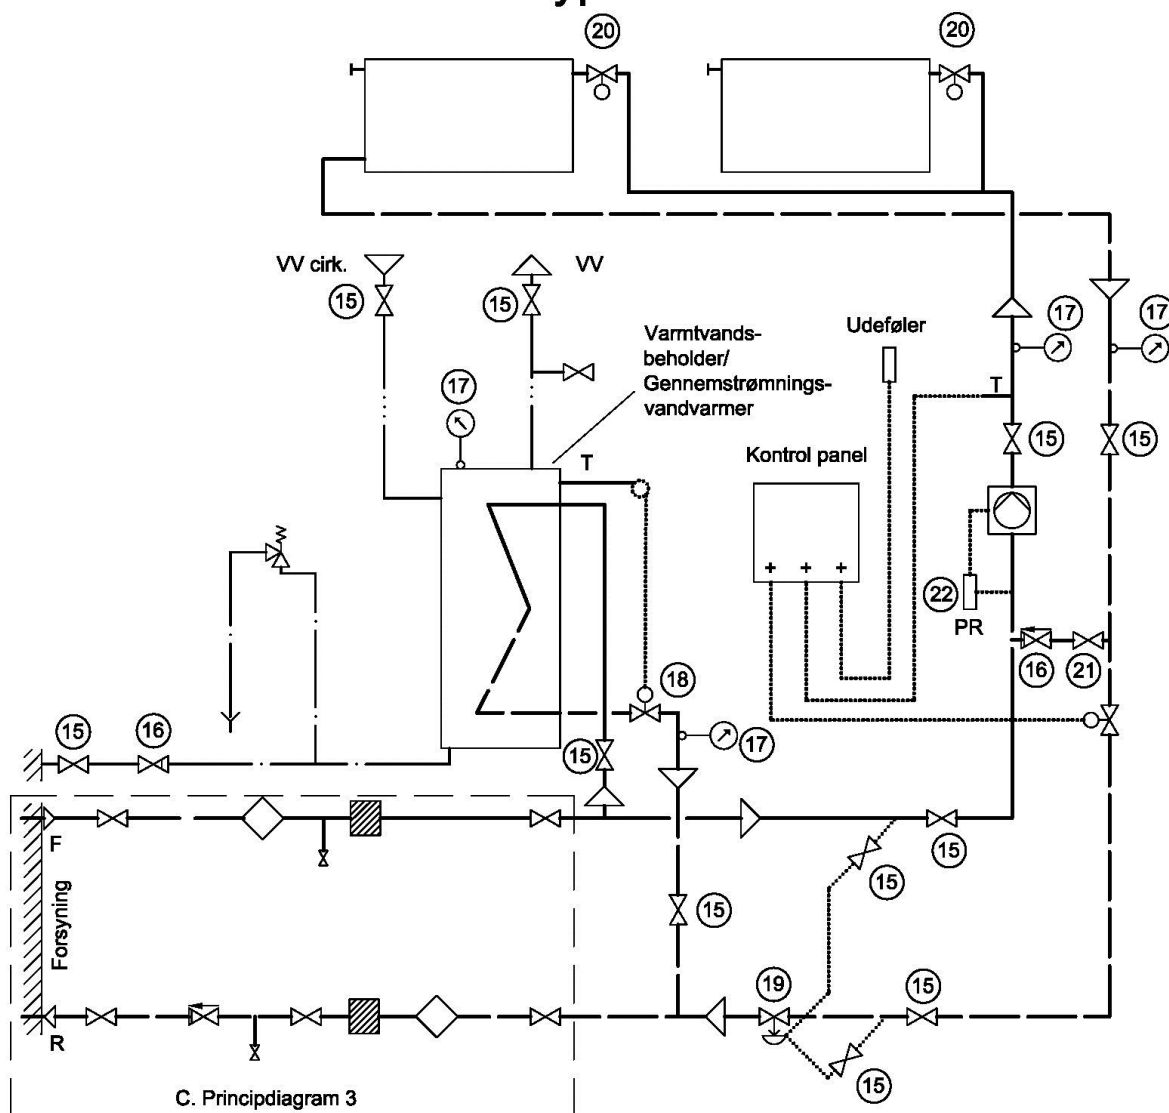 20
20
VV cirk.
VV
15
15
17
17
Udeføler
Varmtvands-
beholder/
Gennemstrømnings-
vandvarmer
17
T
15
15
Kontrol panel
T
+ + +
22
PR
16
21
18
15
16
15
17
F
15
15
Forsyning
15
19
15
R
15
C. Principdiagram 3